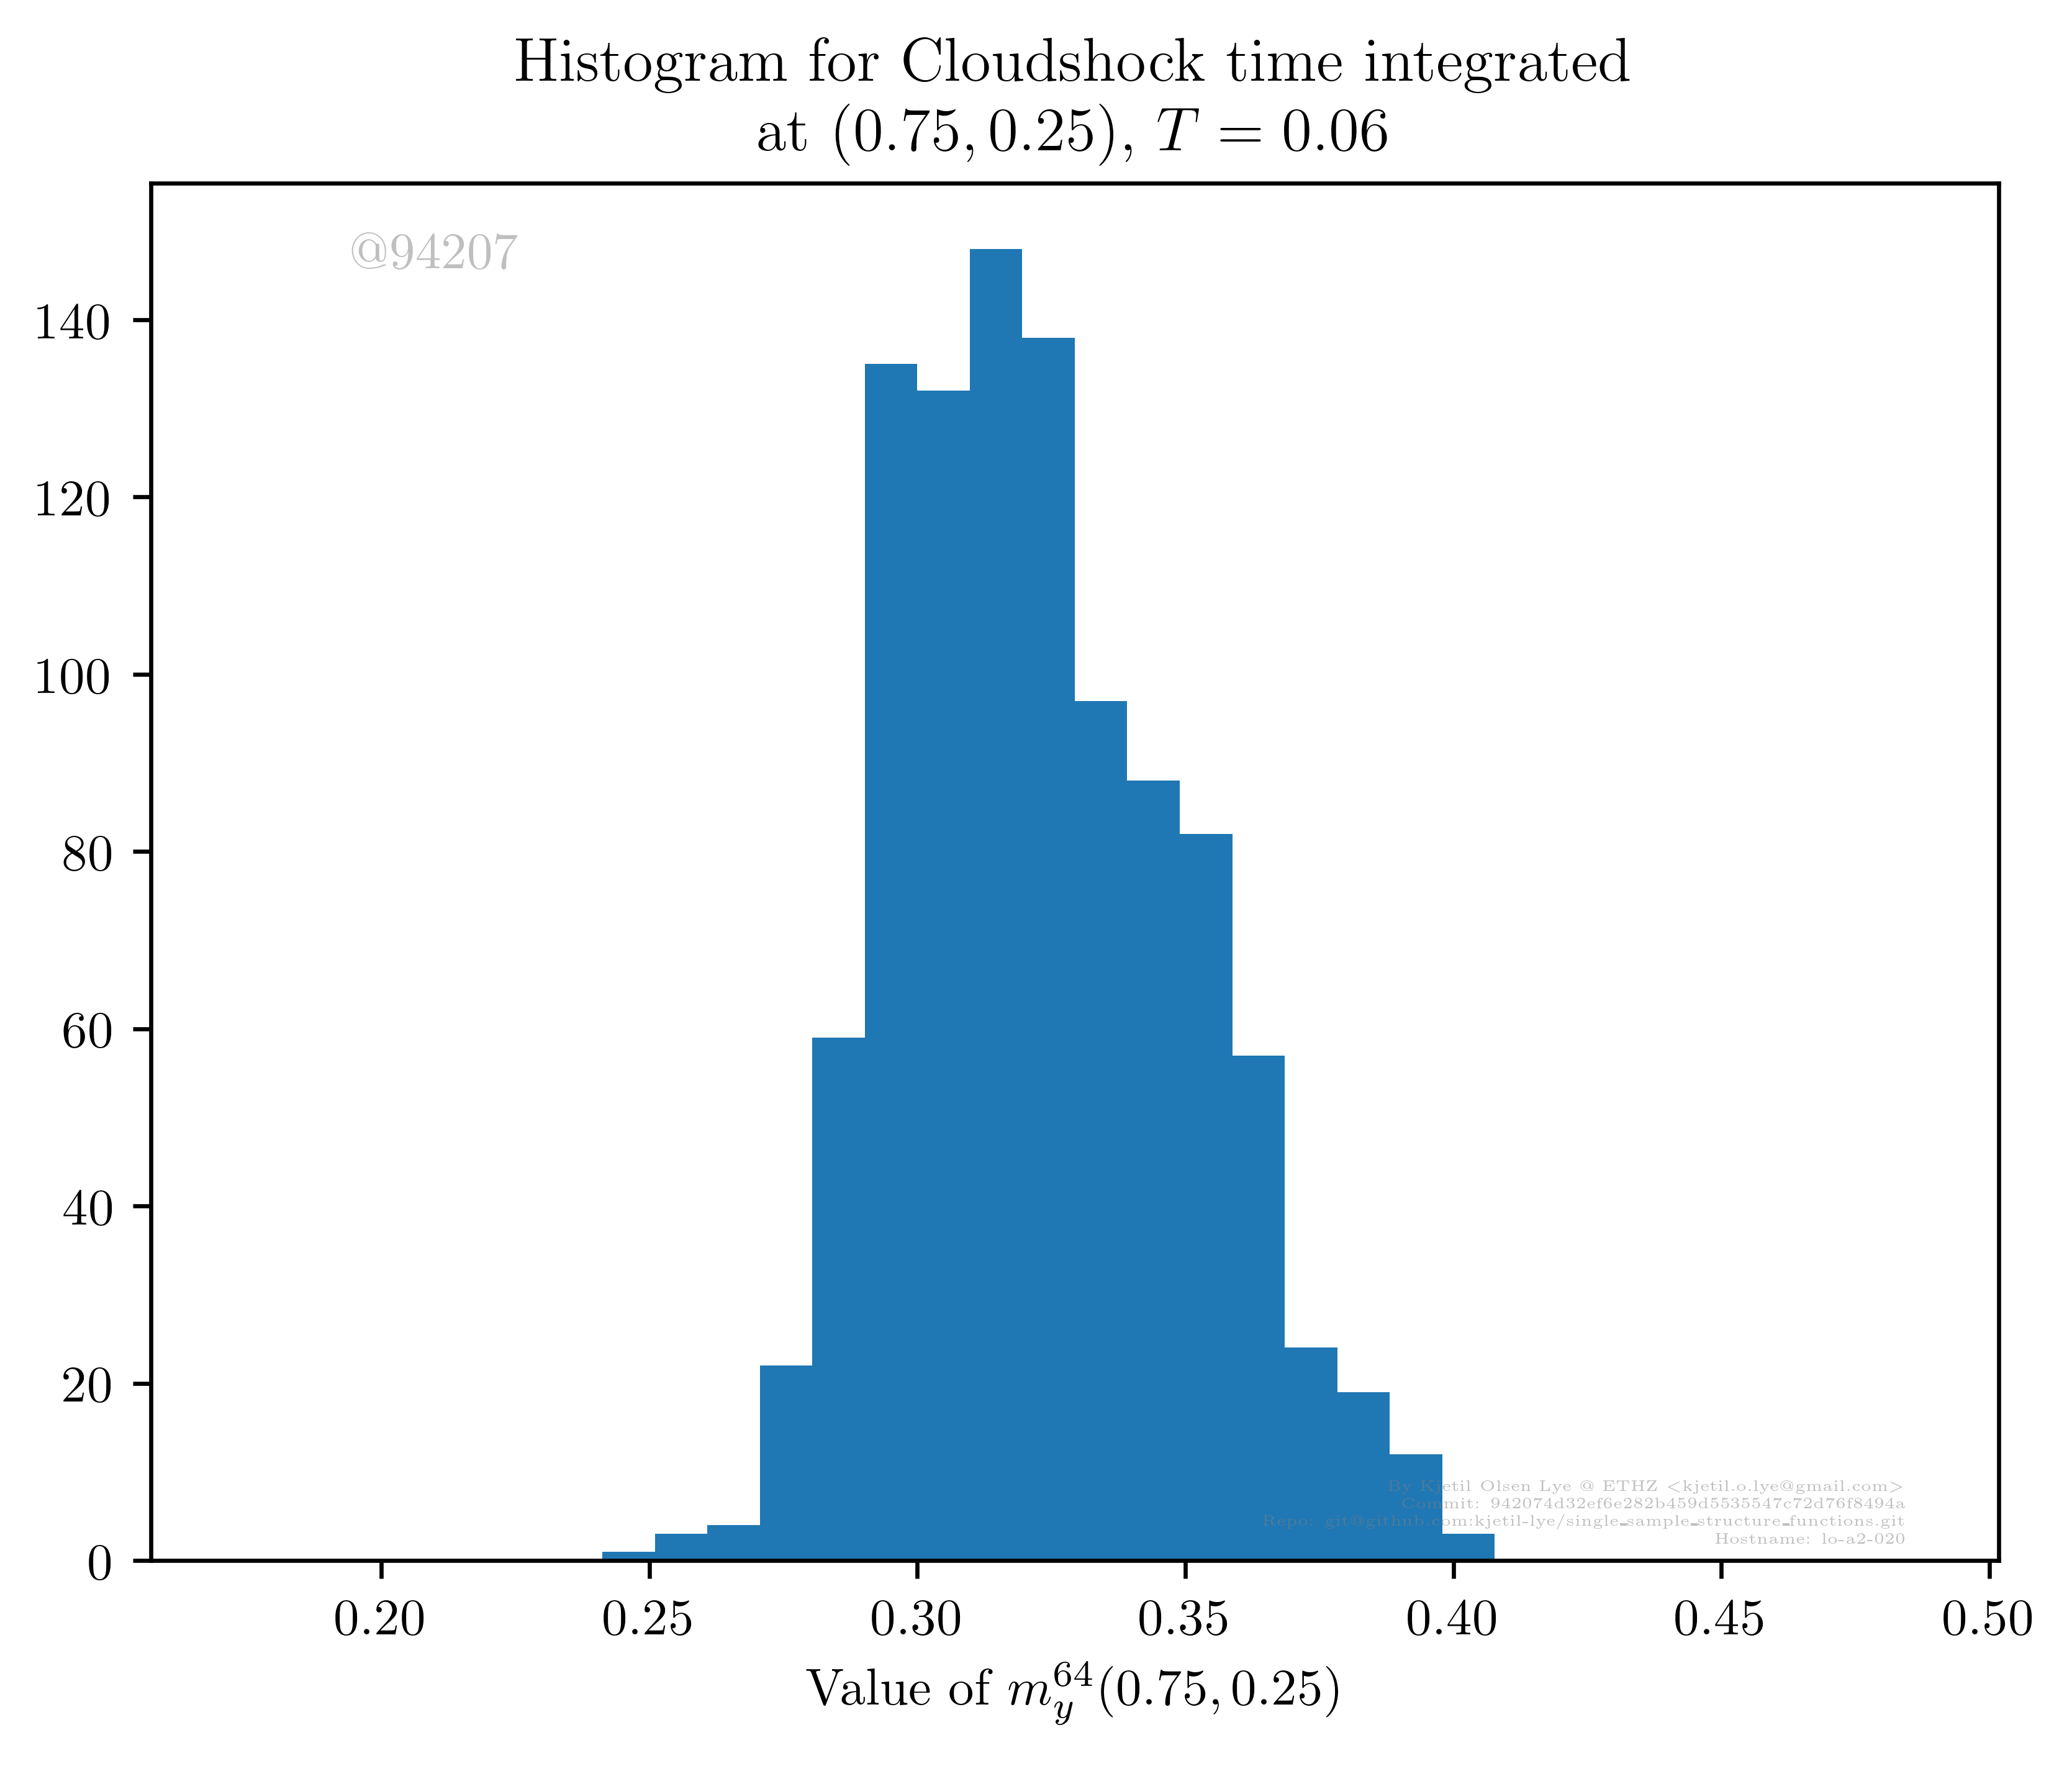 Histogram for Cloudshock time integrated
at (0.75, 0.25), T = 0.06
@94207
140
120
100
80
60
40
20
0
By Kjetil Olsen Lye @ ETHZ <kjetil.o.lye@gmail.com>
Commit: 942074d32ef6e282b459d5535547c72d76f8494a
Repo: git@github.com:kjetil-lye/single_sample_structure_functions.git
Hostname: lo-a2-020
0.20 0.25 0.30 0.35 0.40 0.45 0.50
Value of m_y^64(0.75, 0.25)